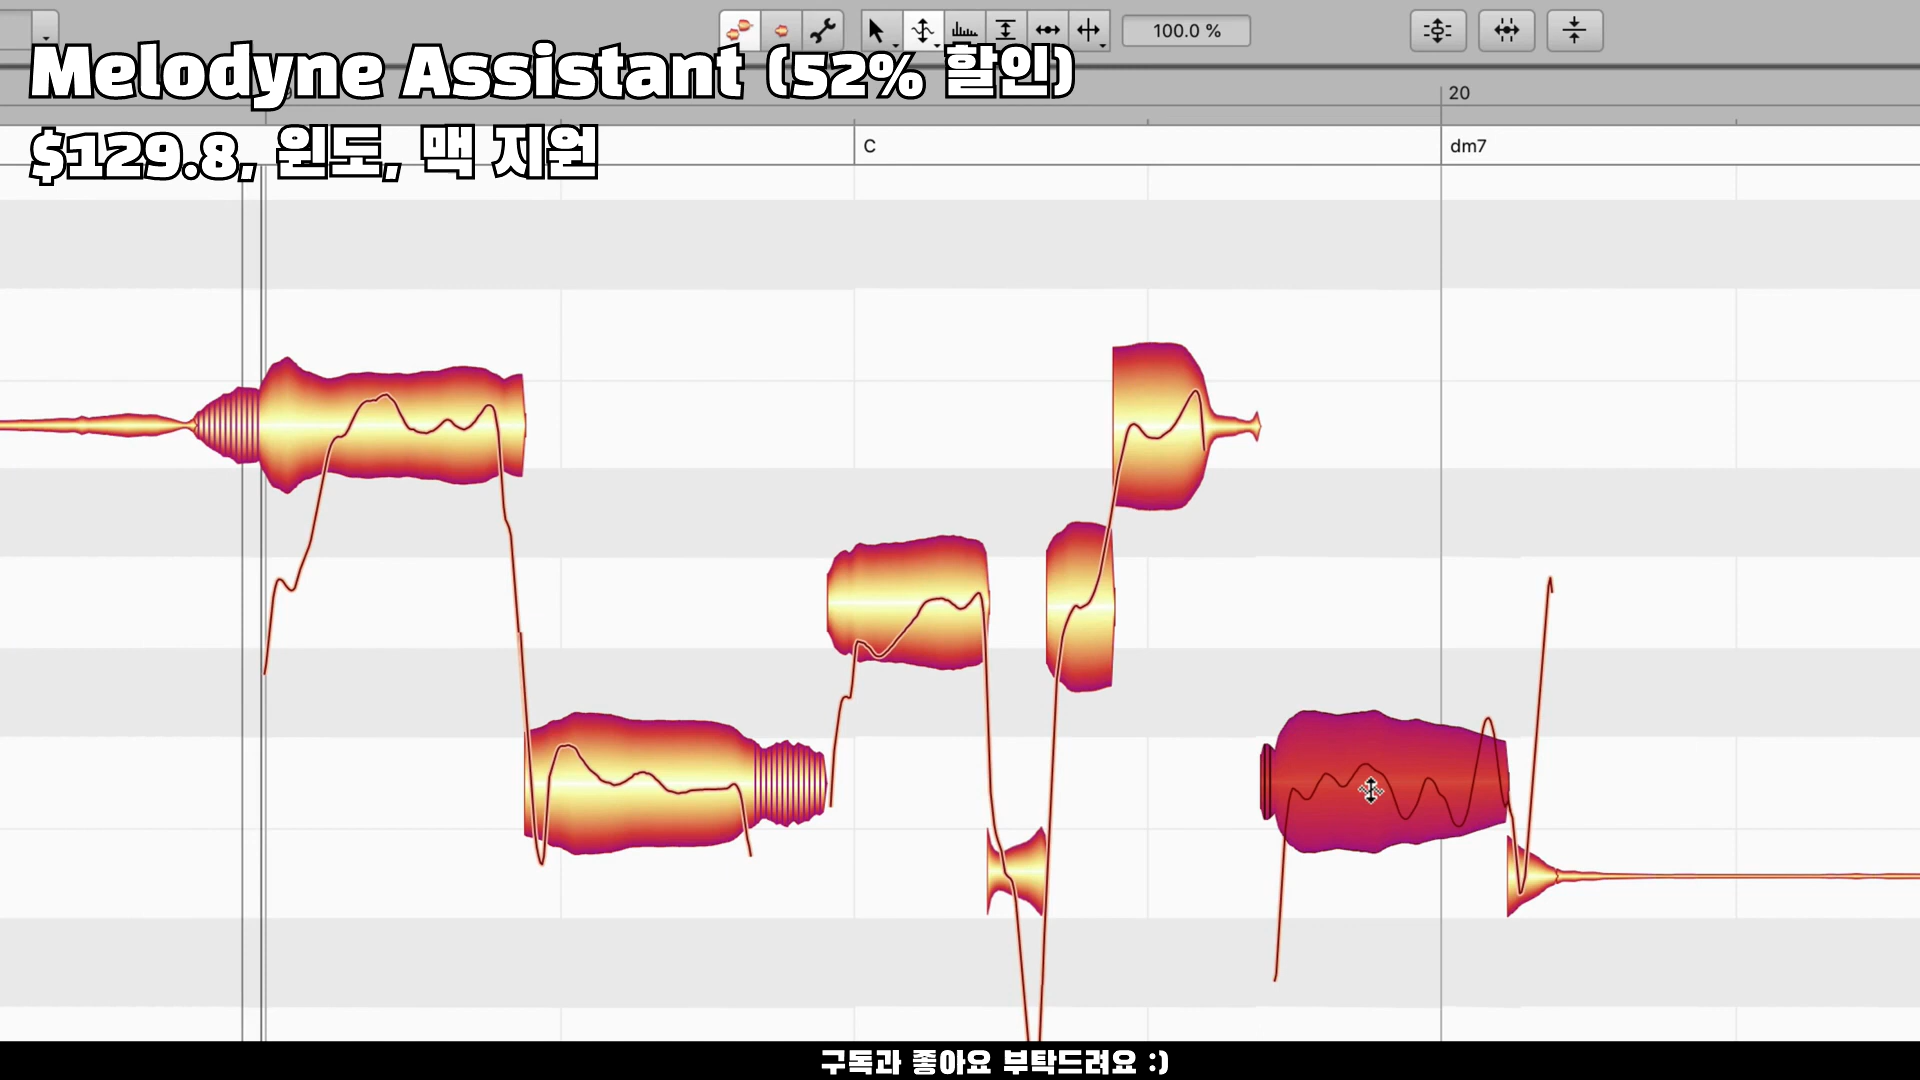 100.0 %
Melodyne Assistant (52% 할인)
20
$129.8, 윈도, 맥 지원
C
dm7
구독과 좋아요 부탁드려요 :)